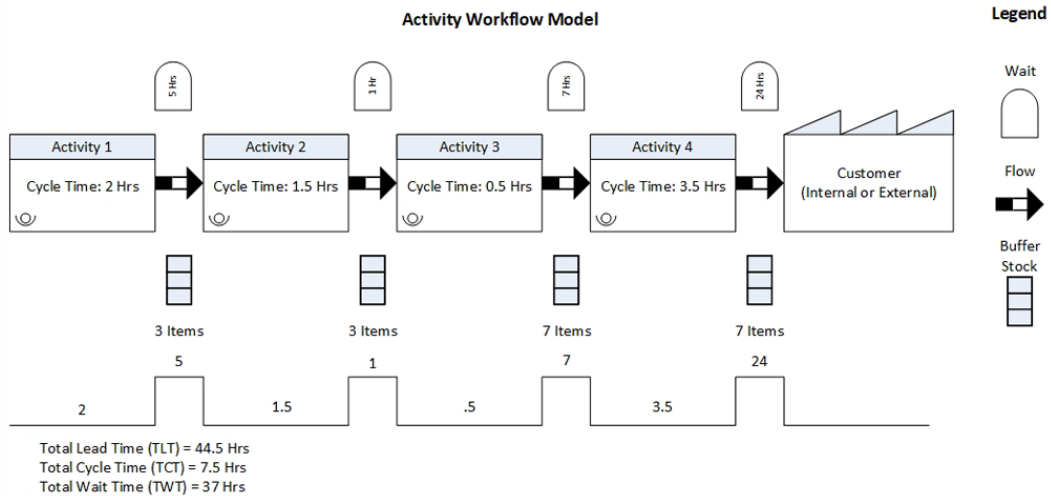 Activity Workflow Model
Legend
Wait
Flow
Buffer
Stock
5 Hrs
1 Hr
7 Hrs
24 Hrs
Activity 1
Cycle Time: 2 Hrs
Activity 2
Cycle Time: 1.5 Hrs
Activity 3
Cycle Time: 0.5 Hrs
Activity 4
Cycle Time: 3.5 Hrs
Customer
(Internal or External)
3 Items
3 Items
7 Items
7 Items
5
1
7
24
2
1.5
.5
3.5
Total Lead Time (TLT) = 44.5 Hrs
Total Cycle Time (TCT) = 7.5 Hrs
Total Wait Time (TWT) = 37 Hrs